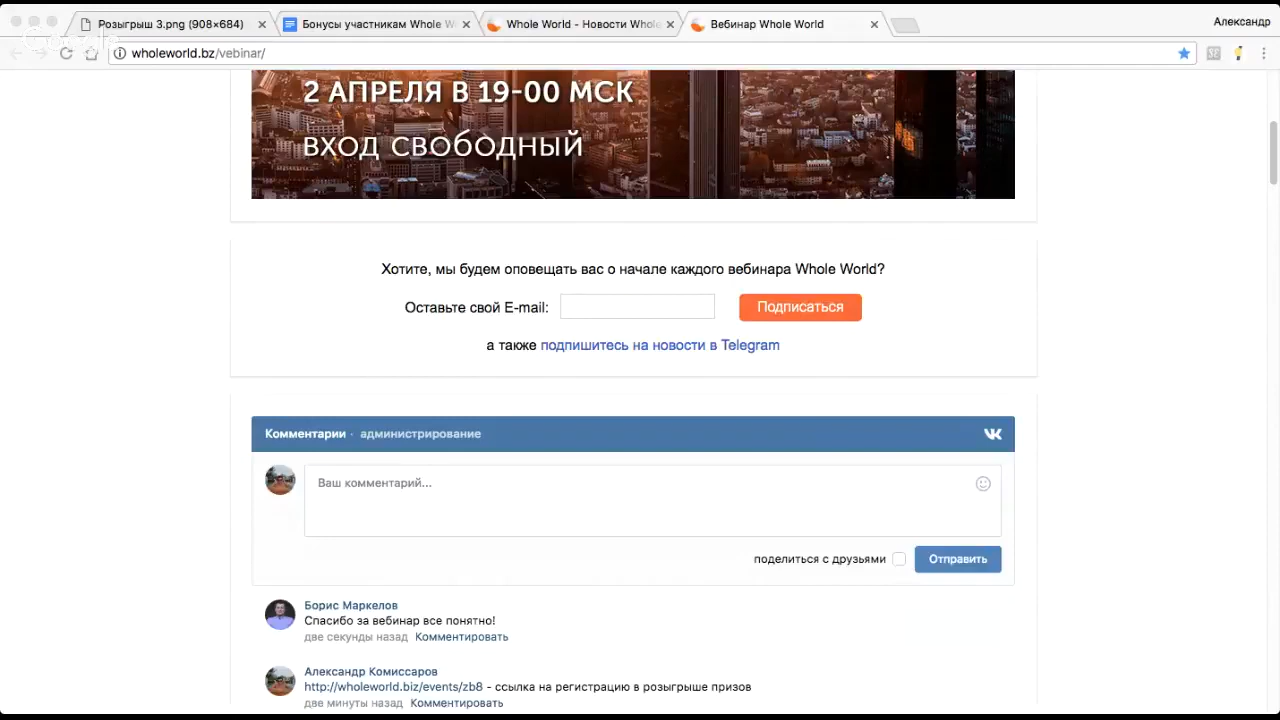 Розыгрыш 3.png (908×684)
Бонусы участникам Whole W
Whole World - Новости Whole
Вебинар Whole World
Александр
Google
wholeworld.bz/vebinar/
2 АПРЕЛЯ В 19-00 МСК
ВХОД СВОБОДНЫЙ
Хотите, мы будем оповещать вас о начале каждого вебинара Whole World?
Оставьте свой E-mail:
Подписаться
а также подпишитесь на новости в Telegram
Комментарии · администрирование
Ваш комментарий...
поделиться с друзьями
Отправить
Борис Маркелов
Спасибо за вебинар все понятно!
две секунды назад Комментировать
Александр Комиссаров
http://wholeworld.biz/events/zb8 - ссылка на регистрацию в розыгрыше призов
две минуты назад Комментировать